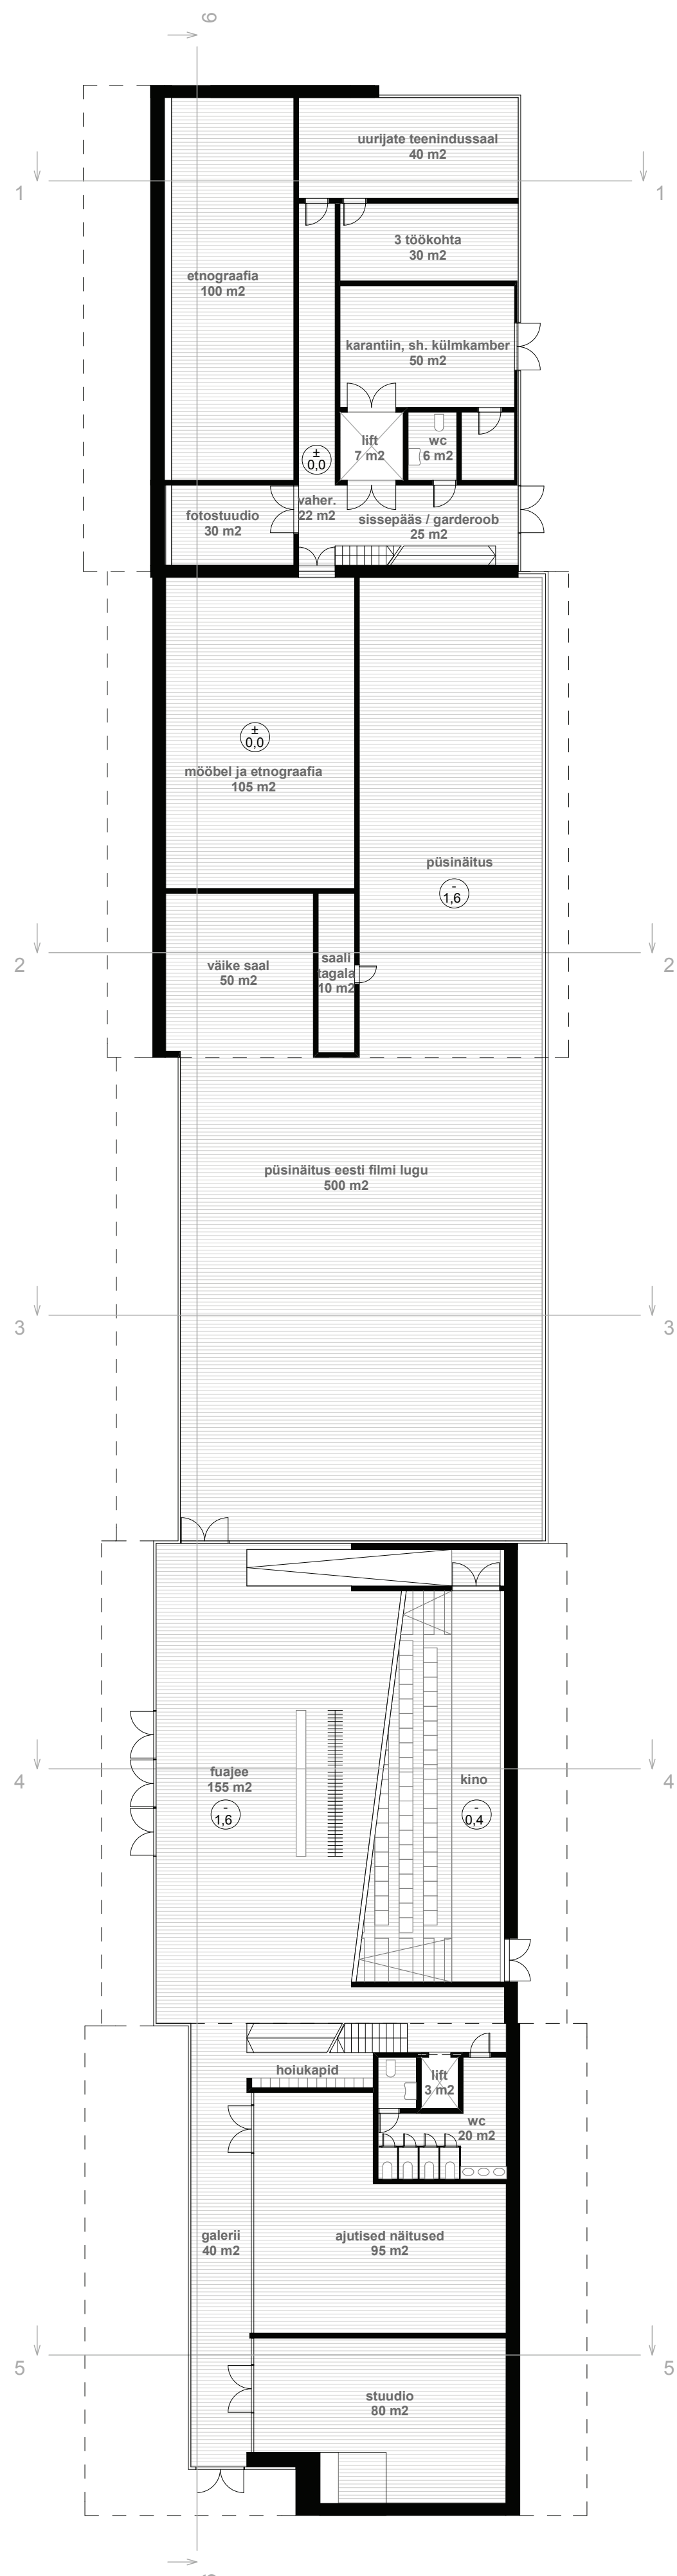 6
uurijate teenindussaal
40 m2
1
1
3 töökohta
30 m2
etnograafia
100 m2
karantiin, sh. külmkamber
50 m2
lift
7 m2
wc
6 m2
±
0,0
vaher.
22 m2
fotostuudio
30 m2
sissepääs / garderoob
25 m2
±
0,0
mööbel ja etnograafia
105 m2
püsinäitus
-
1,6
2
2
väike saal
50 m2
saali
tagala
10 m2
püsinäitus eesti filmi lugu
500 m2
3
3
fuajee
155 m2
-
1,6
kino
-
0,4
4
4
hoiukapid
lift
3 m2
wc
20 m2
galerii
40 m2
ajutised näitused
95 m2
5
5
stuudio
80 m2